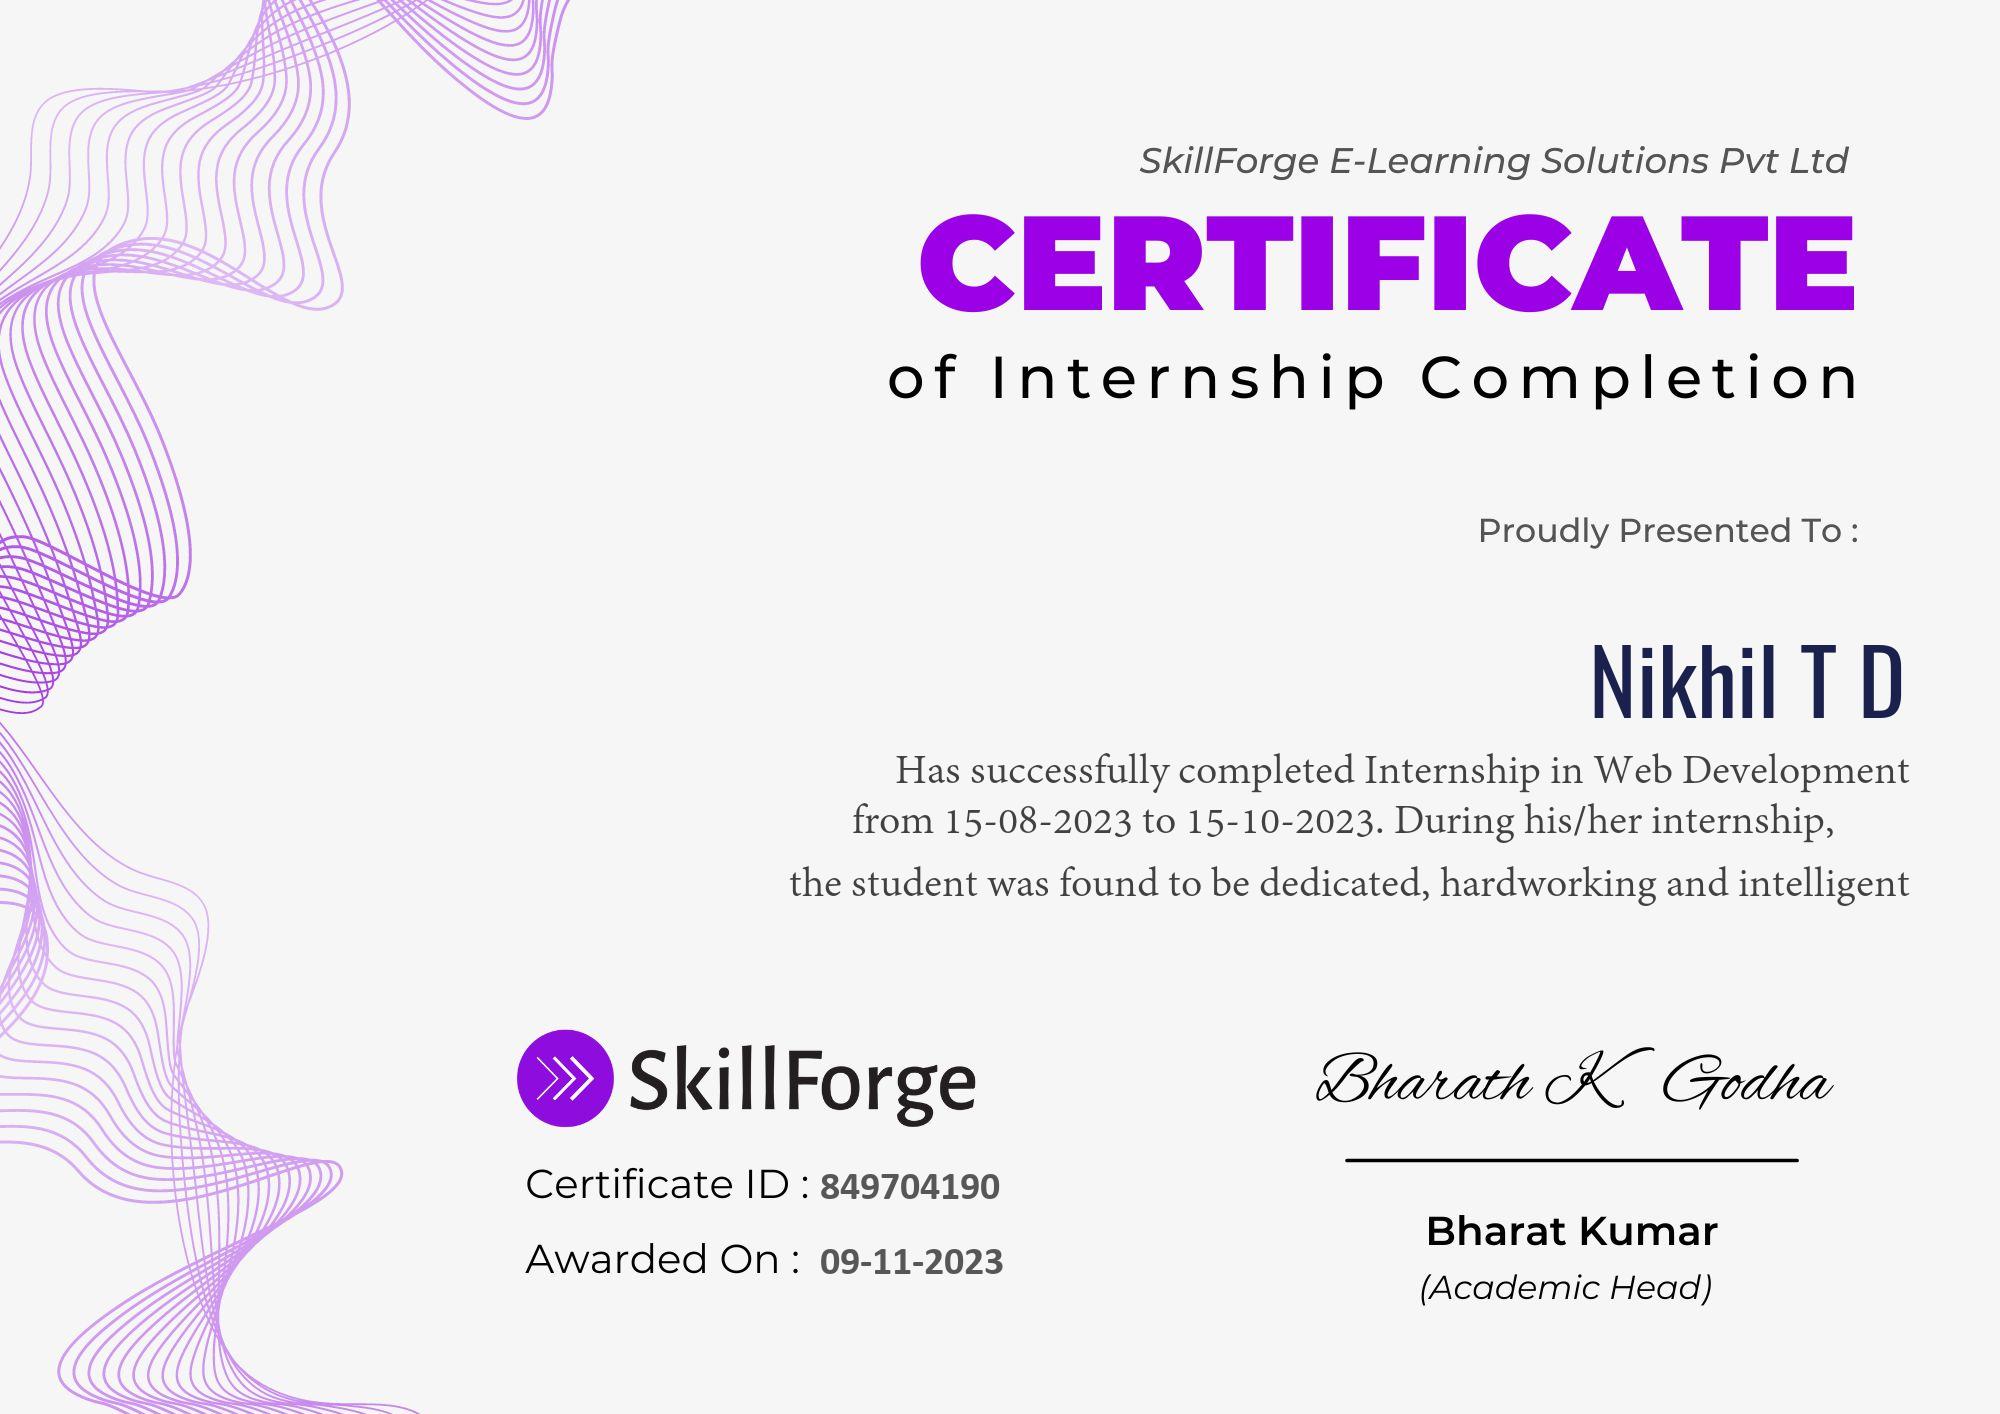 SkillForge E-Learning Solutions Pvt Ltd
CERTIFICATE
of Internship Completion
Proudly Presented To :
Nikhil T D
Has successfully completed Internship in Web Development
from 15-08-2023 to 15-10-2023. During his/her internship,
the student was found to be dedicated, hardworking and intelligent
SkillForge
Certificate ID : 849704190
Awarded On : 09-11-2023
Bharath K Godha
Bharat Kumar
(Academic Head)